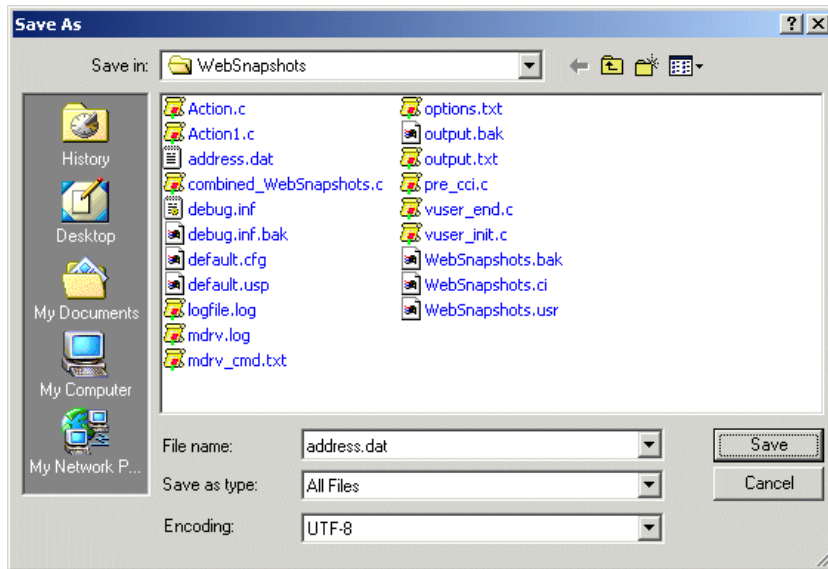 Save As
Save in: WebSnapshots
History
Desktop
My Documents
My Computer
My Network P...
Action.c
Action1.c
address.dat
combined_WebSnapshots.c
debug.inf
debug.inf.bak
default.cfg
default.usp
logfile.log
mdrv.log
mdrv_cmd.txt
options.txt
output.bak
output.txt
pre_cci.c
vuser_end.c
vuser_init.c
WebSnapshots.bak
WebSnapshots.ci
WebSnapshots.usr
File name: address.dat Save
Save as type: All Files Cancel
Encoding: UTF-8